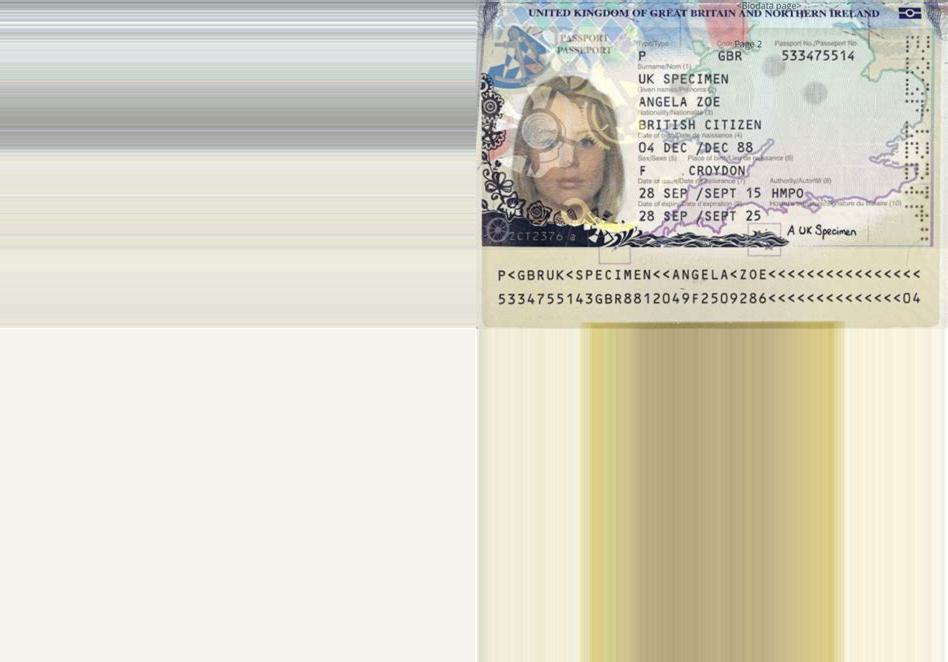 <Biodata page>
UNITED KINGDOM OF GREAT BRITAIN AND NORTHERN IRELAND
PASSPORT
PASSEPORT
Page 2
Type/Type Passport No./Passeport No.
P GBR 533475514
Surname/Nom (1)
UK SPECIMEN
Given names/Prénoms (2)
ANGELA ZOE
Nationality/Nationalité (3)
BRITISH CITIZEN
Date of birth/Date de naissance (4)
04 DEC /DEC 88
Sex/Sexe (5) Place of birth/Lieu de naissance (6)
F CROYDON
Date of issue/Date de délivrance (7) Authority/Autorité (8)
28 SEP /SEPT 15 HMPO
Date of expiry/Date d'expiration (9) Holder's signature/Signature du titulaire (10)
28 SEP /SEPT 25
A UK Specimen
ZCT2376
P<GBRUK<SPECIMEN<<ANGELA<ZOE<<<<<<<<<<<<<<<<
5334755143GBR8812049F2509286<<<<<<<<<<<<<<04